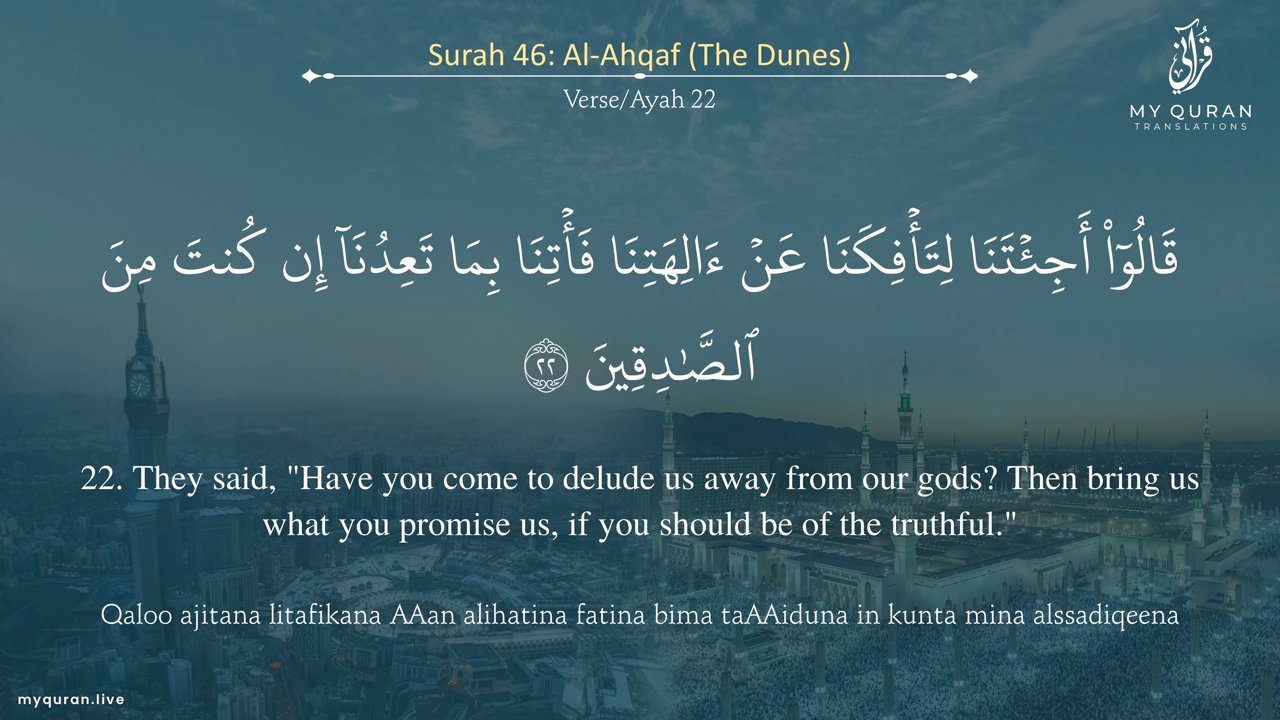 Surah 46: Al-Ahqaf (The Dunes)
Verse/Ayah 22
قرآني
MY QURAN
TRANSLATIONS
قَالُوٓا۟ أَجِئْتَنَا لِتَأْفِكَنَا عَنْ ءَالِهَتِنَا فَأْتِنَا بِمَا تَعِدُنَآ إِن كُنتَ مِنَ
ٱلصَّـٰدِقِينَ ٢٢
22. They said, "Have you come to delude us away from our gods? Then bring us
what you promise us, if you should be of the truthful."
Qaloo ajitana litafikana AAan alihatina fatina bima taAAiduna in kunta mina alssadiqeena
myquran.live